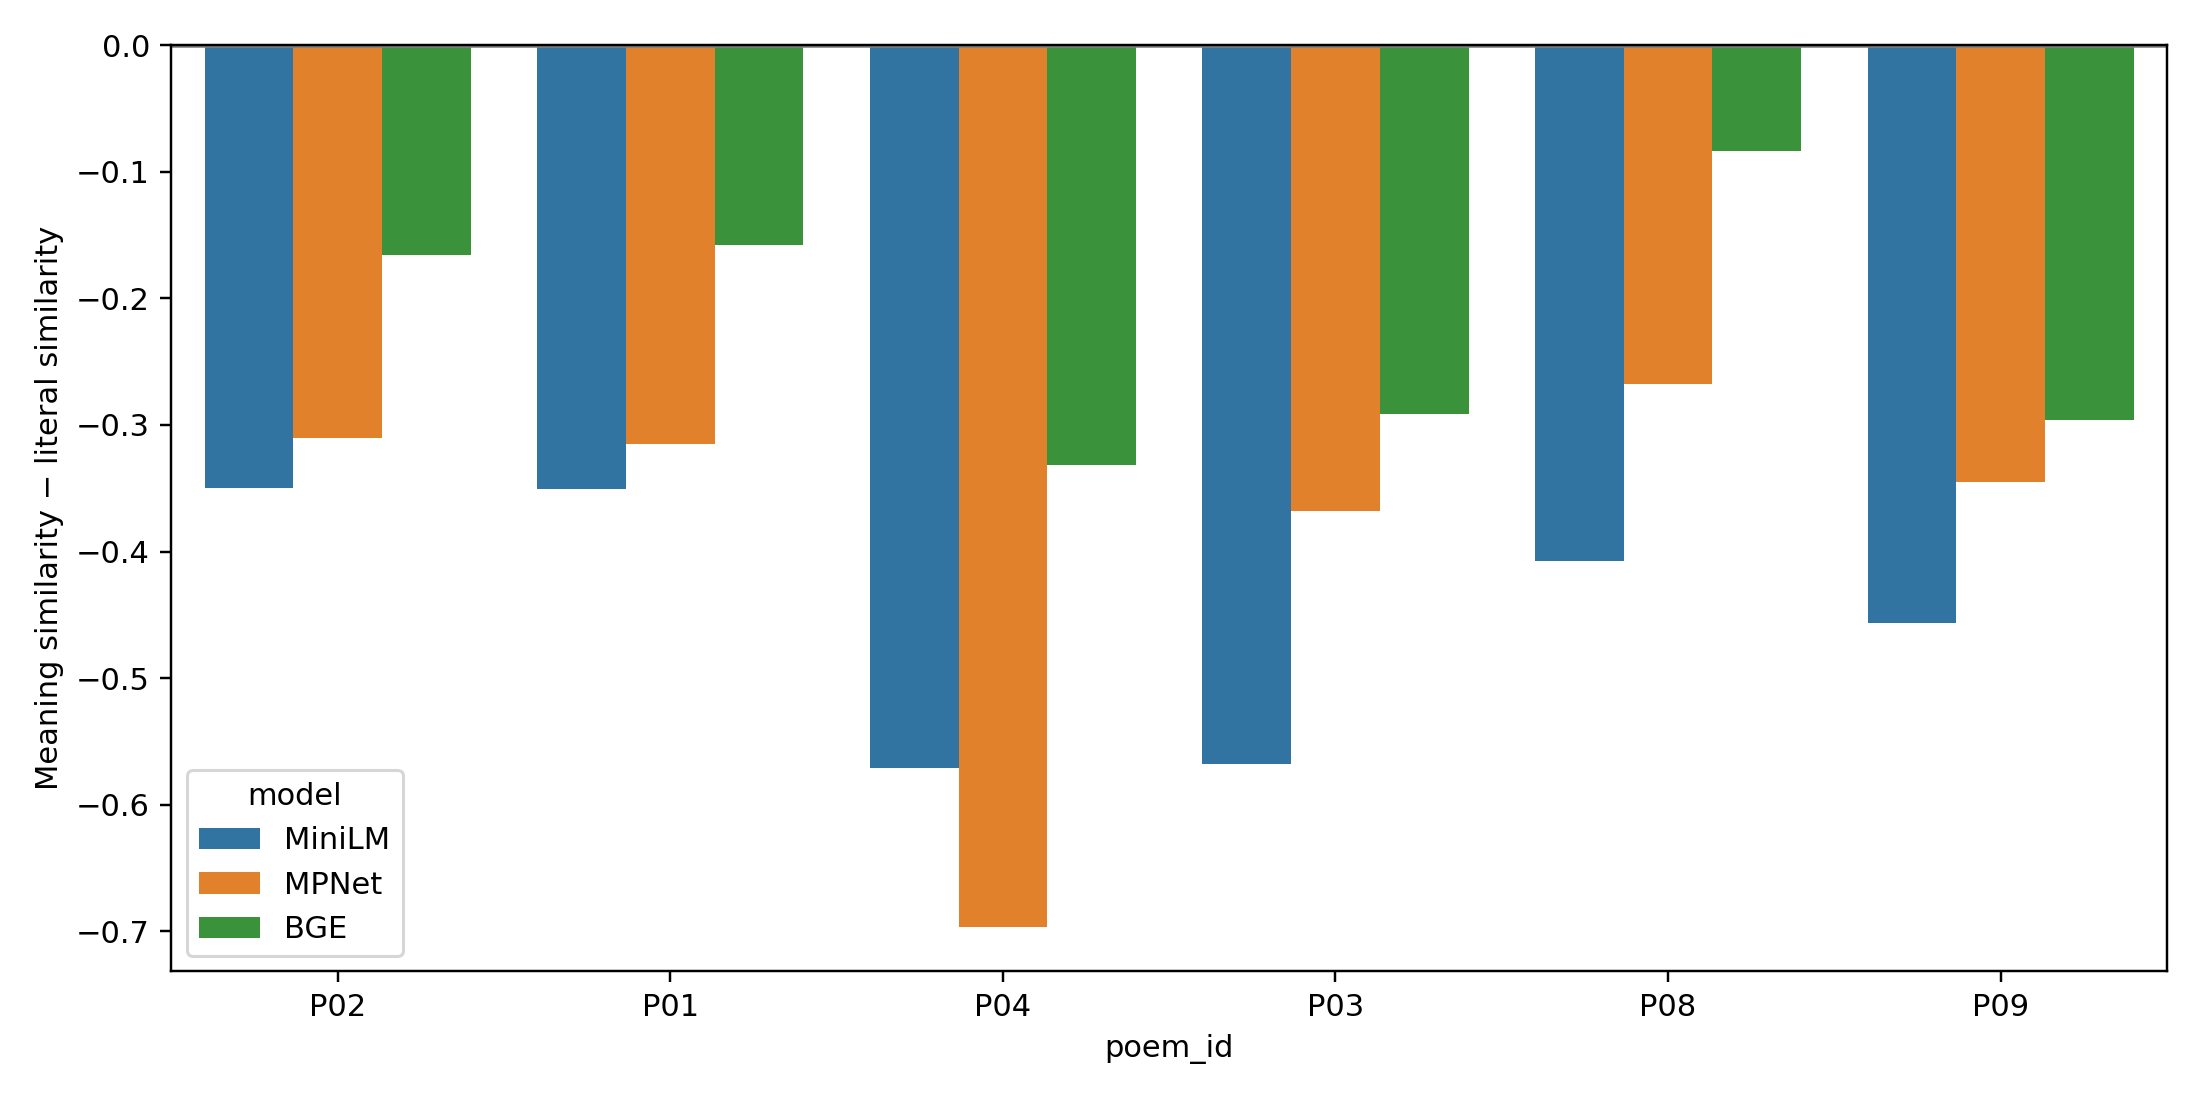 0.0
−0.1
−0.2
−0.3
−0.4
−0.5
−0.6
−0.7
Meaning similarity − literal similarity
model
MiniLM
MPNet
BGE
P02 P01 P04 P03 P08 P09
poem_id